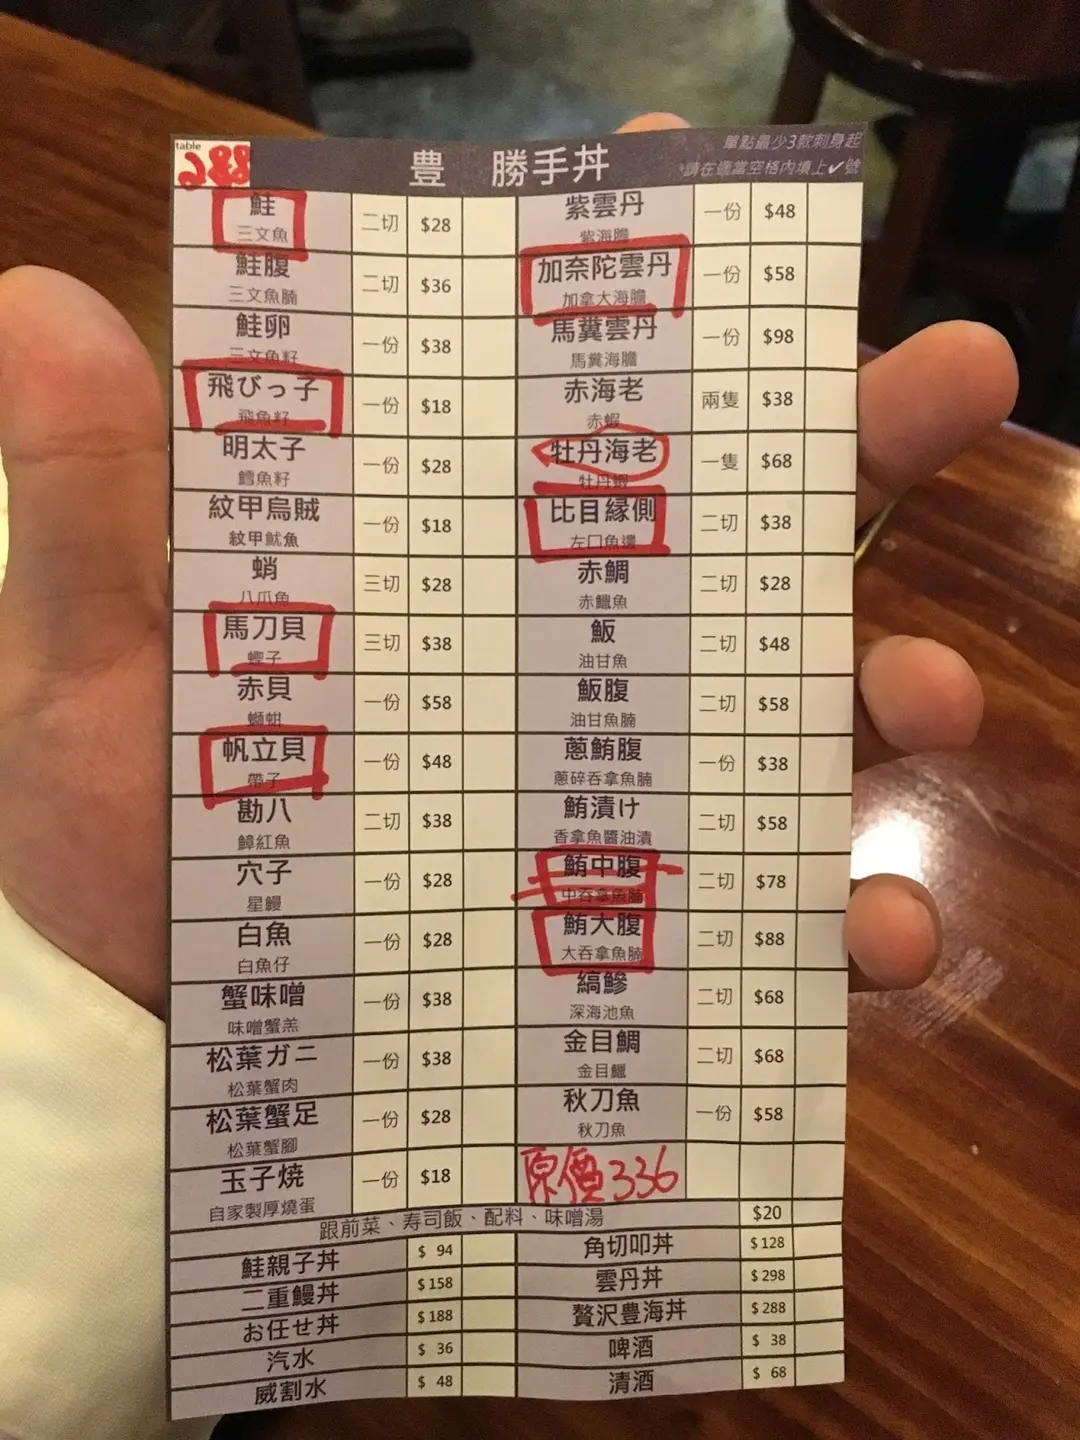 table
288
豊 勝手丼
單點最少3款刺身起
*請在適當空格內填上✔號
鮭 二切 $28
三文魚
鮭腹 二切 $36
三文魚腩
鮭卵 一份 $38
三文魚籽
飛びっ子 一份 $18
飛魚籽
明太子 一份 $28
鱈魚籽
紋甲烏賊 一份 $18
紋甲魷魚
蛸 三切 $28
八爪魚
馬刀貝 三切 $38
蟶子
赤貝 一份 $58
螄蚶
帆立貝 一份 $48
帶子
勘八 二切 $38
鱆紅魚
穴子 一份 $28
星鰻
白魚 一份 $28
白魚仔
蟹味噌 一份 $38
味噌蟹羔
松葉ガニ 一份 $38
松葉蟹肉
松葉蟹足 一份 $28
松葉蟹腳
玉子焼 一份 $18
自家製厚燒蛋
紫雲丹 一份 $48
紫海膽
加奈陀雲丹 一份 $58
加拿大海膽
馬糞雲丹 一份 $98
馬糞海膽
赤海老 兩隻 $38
赤蝦
牡丹海老 一隻 $68
牡丹蝦
比目縁側 二切 $38
左口魚邊
赤鯛 二切 $28
赤鱲魚
魬 二切 $48
油甘魚
魬腹 二切 $58
油甘魚腩
蔥鮪腹 一份 $38
蔥碎吞拿魚腩
鮪漬け 二切 $58
香拿魚醬油漬
鮪中腹 二切 $78
中吞拿魚腩
鮪大腹 二切 $88
大吞拿魚腩
縞鰺 二切 $68
深海池魚
金目鯛 二切 $68
金目鱲
秋刀魚 一份 $58
秋刀魚
原價336
跟前菜、寿司飯、配料、味噌湯 $20
鮭親子丼 $ 94
二重鰻丼 $158
お任せ丼 $188
汽水 $ 36
威割水 $ 48
角切叩丼 $128
雲丹丼 $298
贅沢豊海丼 $288
啤酒 $ 38
清酒 $ 68